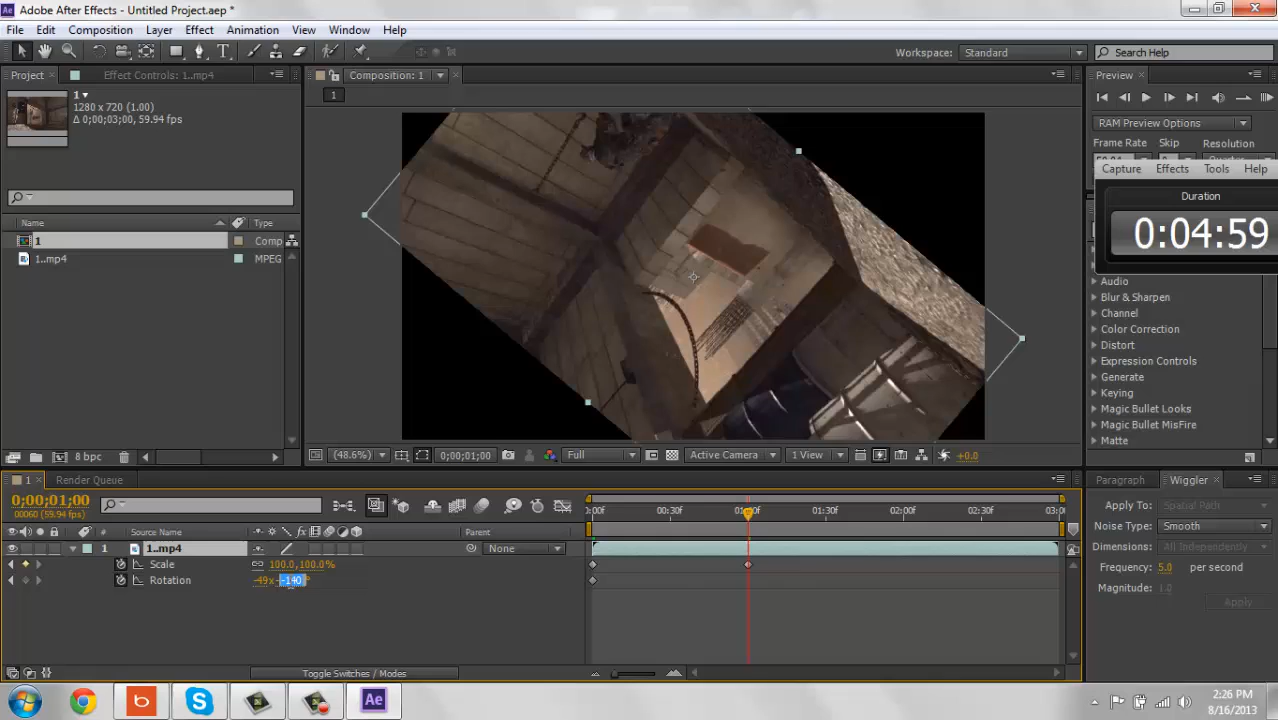 Adobe After Effects - Untitled Project.aep *
File Edit Composition Layer Effect Animation View Window Help
Workspace: Standard
Search Help
Project
Effect Controls: 1..mp4
1
1280 x 720 (1.00)
Δ 0;00;03;00, 59.94 fps
Name Type
1 Comp
1..mp4 MPEG
8 bpc
Composition: 1
1
(48.6%) 0;00;01;00 Full Active Camera 1 View +0.0
Preview
RAM Preview Options
Frame Rate Skip Resolution
Capture Effects Tools Help
Duration
0:04:59
Audio
Blur & Sharpen
Channel
Color Correction
Distort
Expression Controls
Generate
Keying
Magic Bullet Looks
Magic Bullet MisFire
Matte
1 Render Queue
0;00;01;00
00060 (59.94 fps)
:00f 00:30f 01:00f 01:30f 02:00f 02:30f 03:0
# Source Name Parent
1 1..mp4 None
Scale 100.0,100.0%
Rotation -49x -140 °
Toggle Switches / Modes
Paragraph Wiggler
Apply To: Spatial Path
Noise Type: Smooth
Dimensions: All Independently
Frequency: 5.0 per second
Magnitude: 1.0
Apply
Ae
2:26 PM
8/16/2013